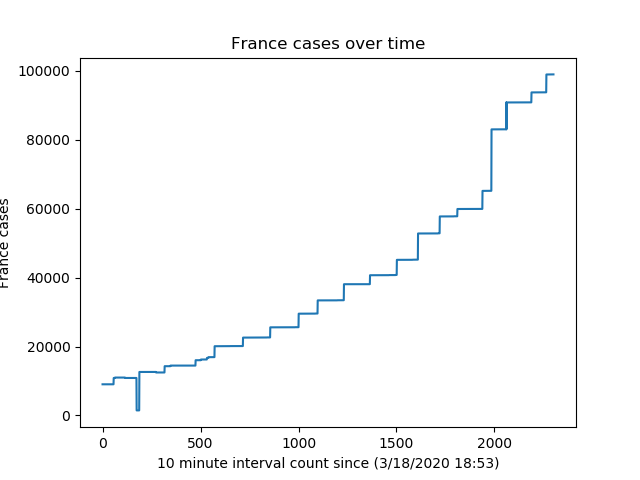 France cases over time
100000
80000
60000
40000
20000
0
France cases
0 500 1000 1500 2000
10 minute interval count since (3/18/2020 18:53)